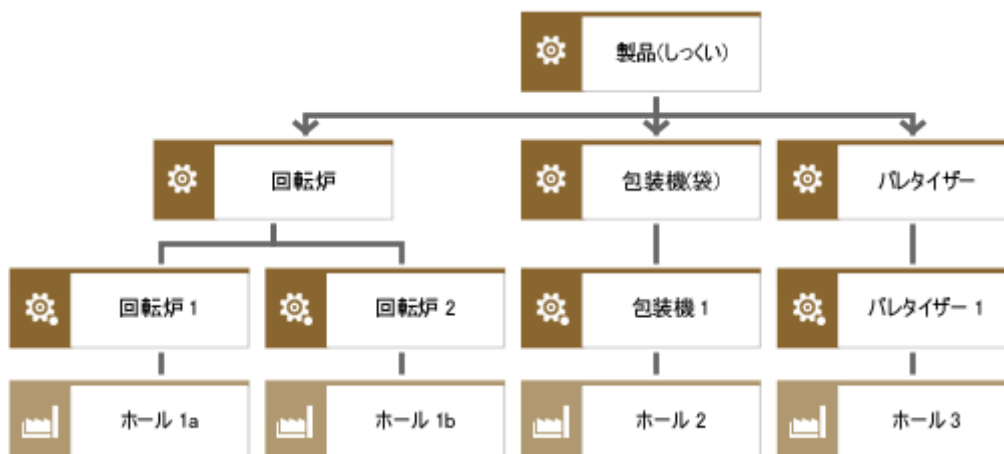 製品(しっくい)
回転炉
包装機(袋)
パレタイザー
回転炉 1
回転炉 2
包装機 1
パレタイザー 1
ホール 1a
ホール 1b
ホール 2
ホール 3